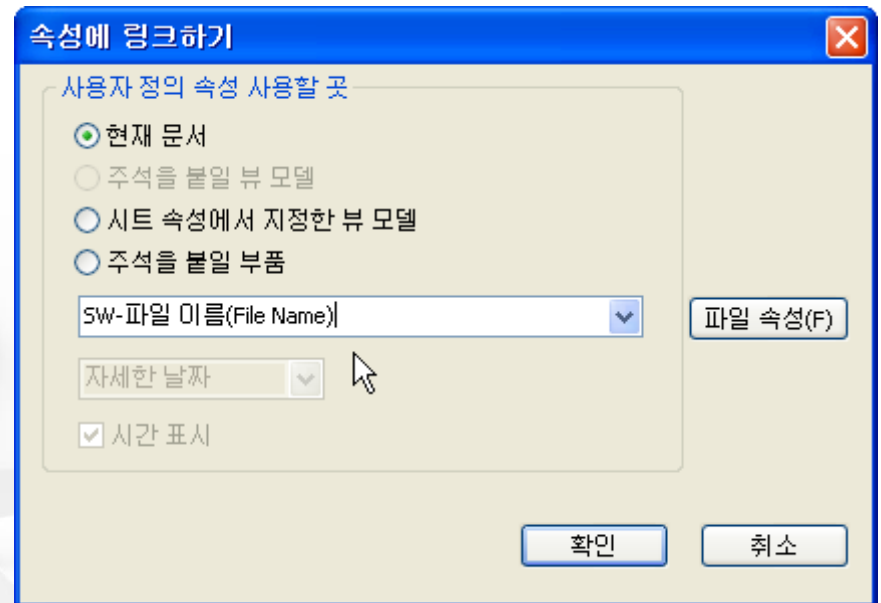 속성에 링크하기
사용자 정의 속성 사용할 곳
현재 문서
주석을 붙일 뷰 모델
시트 속성에서 지정한 뷰 모델
주석을 붙일 부품
SW-파일 이름(File Name)
파일 속성(F)
자세한 날짜
시간 표시
확인
취소